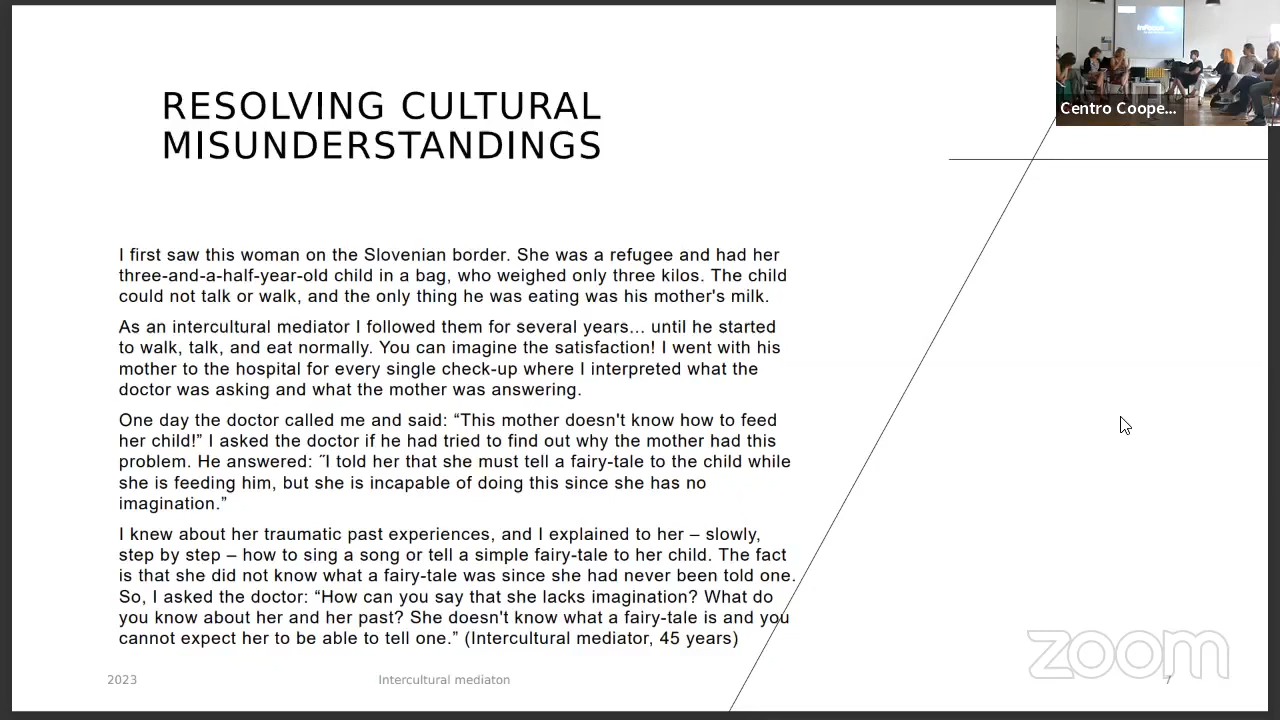 RESOLVING CULTURAL
MISUNDERSTANDINGS
Centro Coope...
I first saw this woman on the Slovenian border. She was a refugee and had her
three-and-a-half-year-old child in a bag, who weighed only three kilos. The child
could not talk or walk, and the only thing he was eating was his mother's milk.
As an intercultural mediator I followed them for several years... until he started
to walk, talk, and eat normally. You can imagine the satisfaction! I went with his
mother to the hospital for every single check-up where I interpreted what the
doctor was asking and what the mother was answering.
One day the doctor called me and said: “This mother doesn't know how to feed
her child!” I asked the doctor if he had tried to find out why the mother had this
problem. He answered: ˝I told her that she must tell a fairy-tale to the child while
she is feeding him, but she is incapable of doing this since she has no
imagination.”
I knew about her traumatic past experiences, and I explained to her – slowly,
step by step – how to sing a song or tell a simple fairy-tale to her child. The fact
is that she did not know what a fairy-tale was since she had never been told one.
So, I asked the doctor: “How can you say that she lacks imagination? What do
you know about her and her past? She doesn't know what a fairy-tale is and you
cannot expect her to be able to tell one.” (Intercultural mediator, 45 years)
2023
Intercultural mediaton
7
zoom